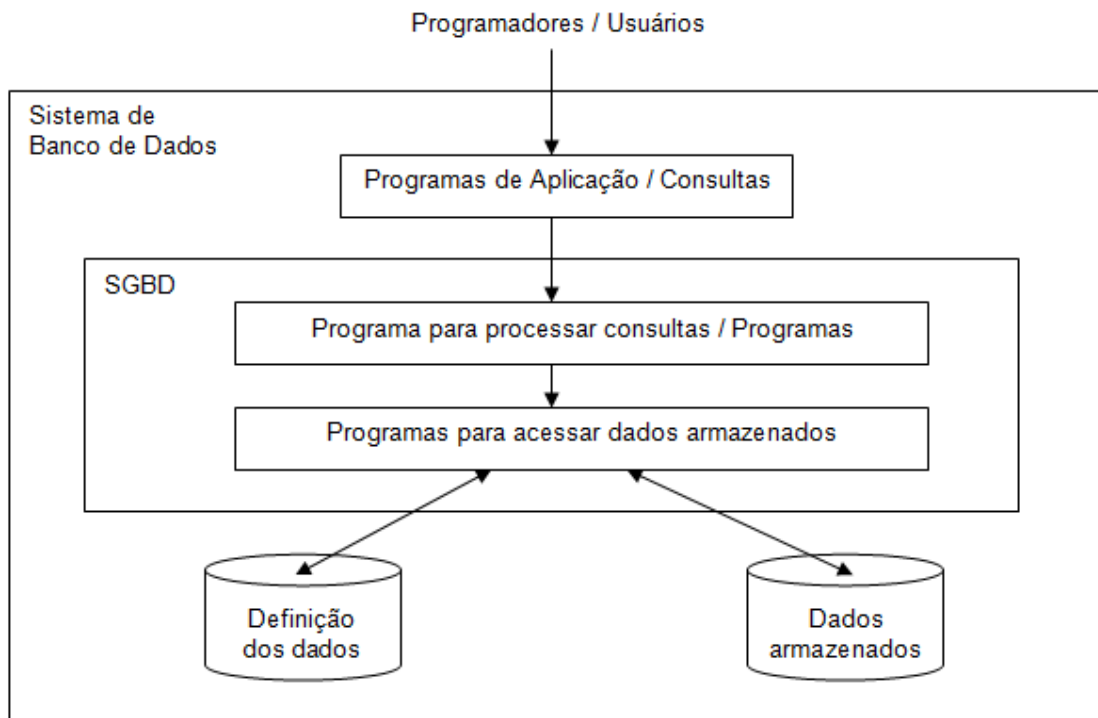 Programadores / Usuários
Sistema de
Banco de Dados
Programas de Aplicação / Consultas
SGBD
Programa para processar consultas / Programas
Programas para acessar dados armazenados
Definição
dos dados
Dados
armazenados